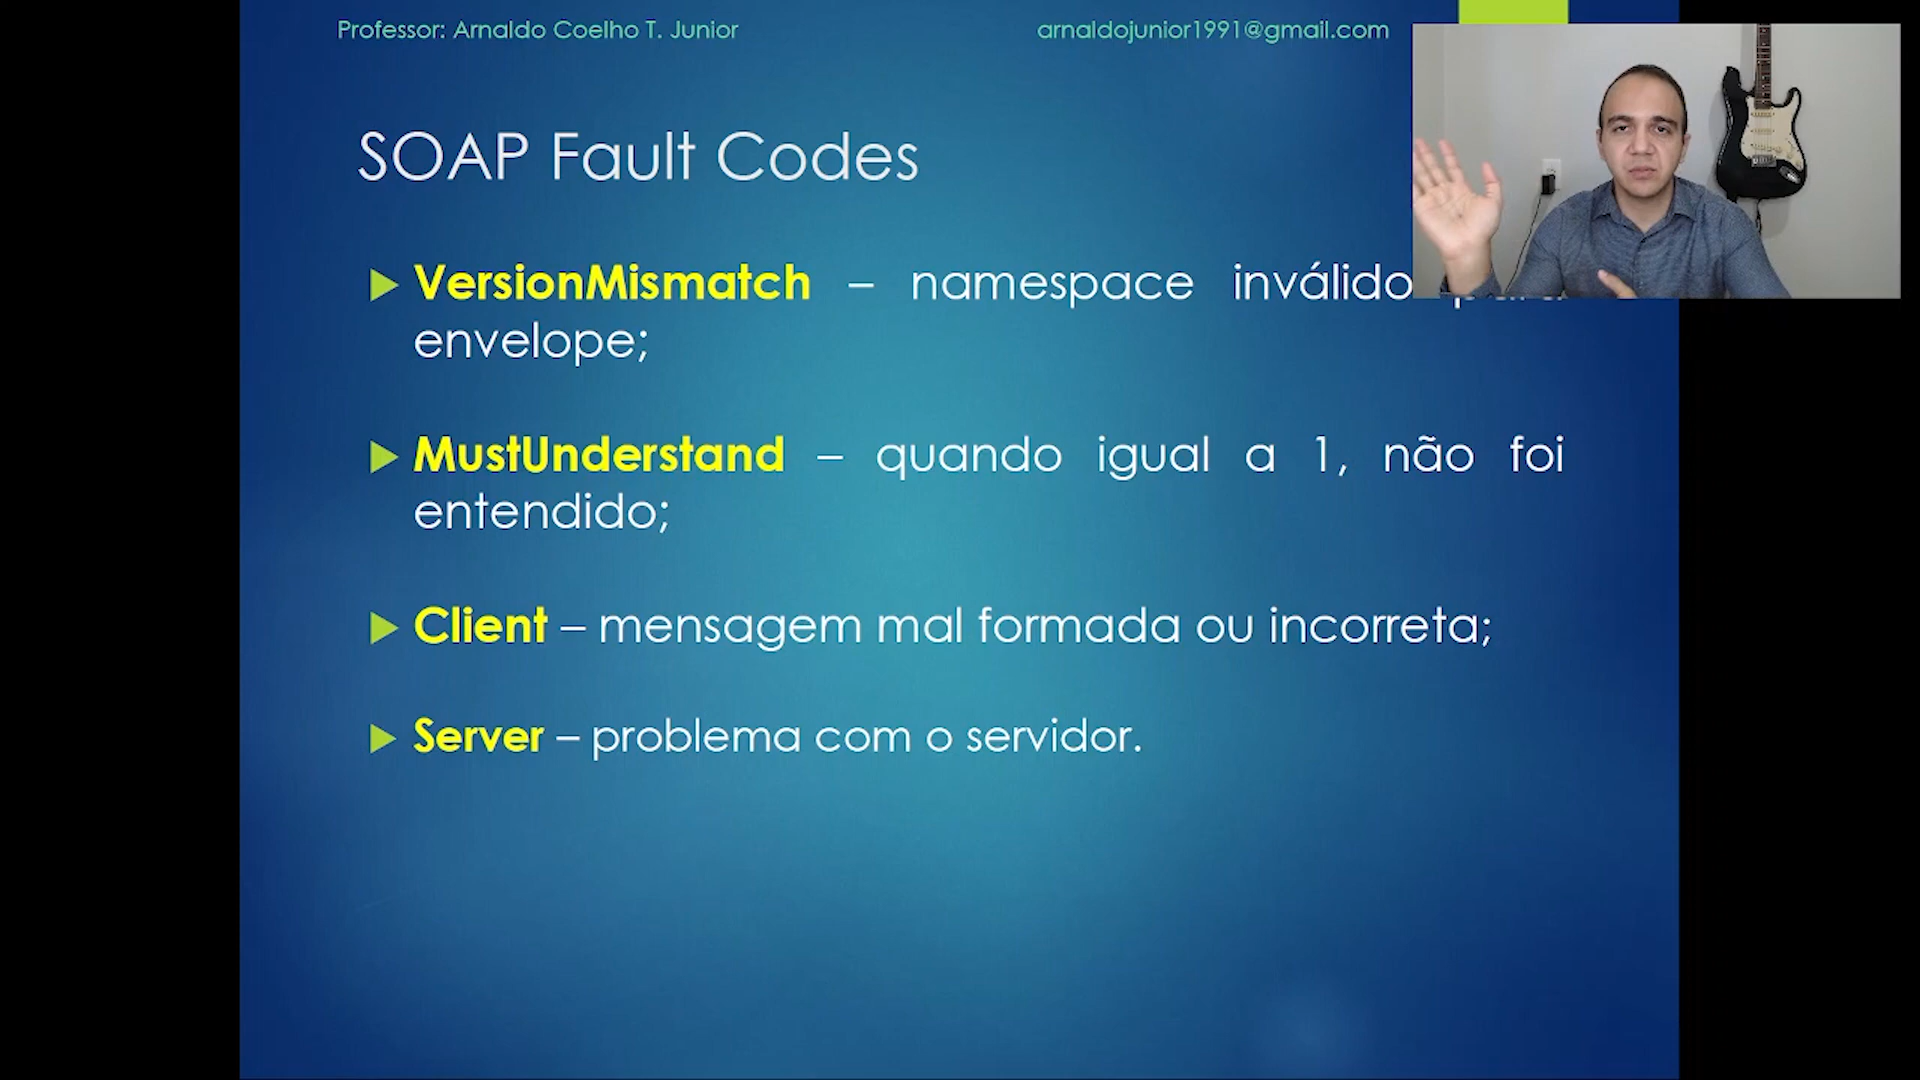 Professor: Arnaldo Coelho T. Junior arnaldojunior1991@gmail.com
SOAP Fault Codes
VersionMismatch – namespace inválido
envelope;
MustUnderstand – quando igual a 1, não foi
entendido;
Client – mensagem mal formada ou incorreta;
Server – problema com o servidor.